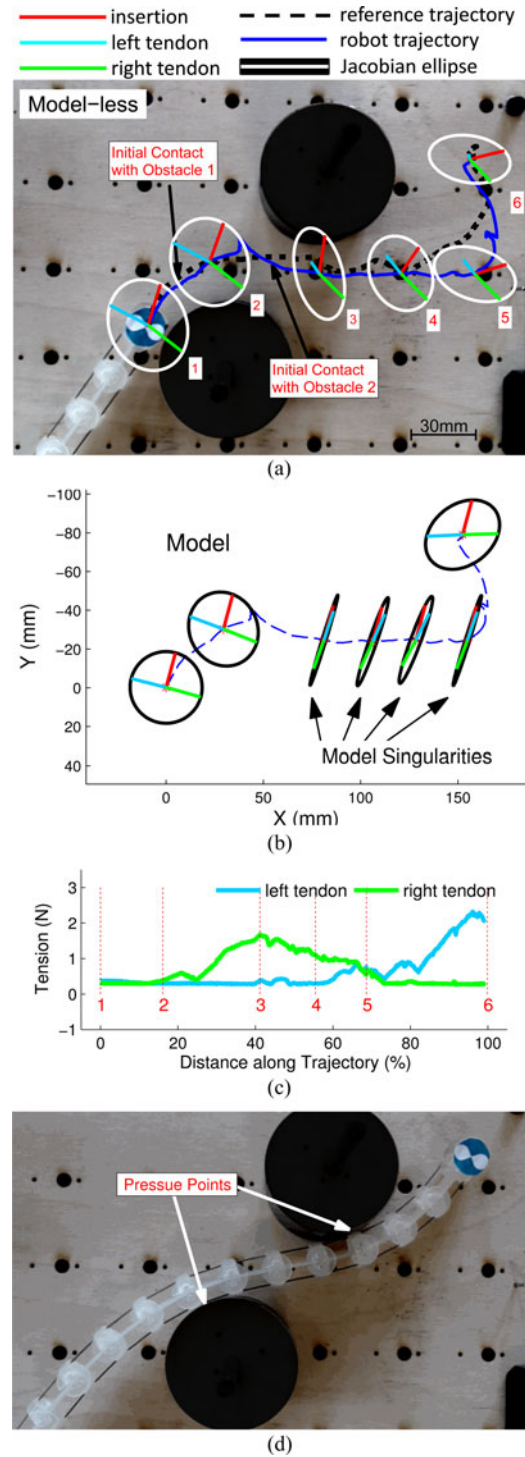 insertion
reference trajectory
left tendon
robot trajectory
right tendon
Jacobian ellipse
Model-less
Initial Contact
with Obstacle 1
6
2
3
4
5
1
Initial Contact
with Obstacle 2
30mm
(a)
-100
-80
-60
-40
-20
0
20
40
Y (mm)
Model
Model Singularities
0
50
100
150
X (mm)
(b)
3
2
1
0
-1
Tension (N)
left tendon
right tendon
1
2
3
4
5
6
0
20
40
60
80
100
Distance along Trajectory (%)
(c)
Pressue Points
(d)